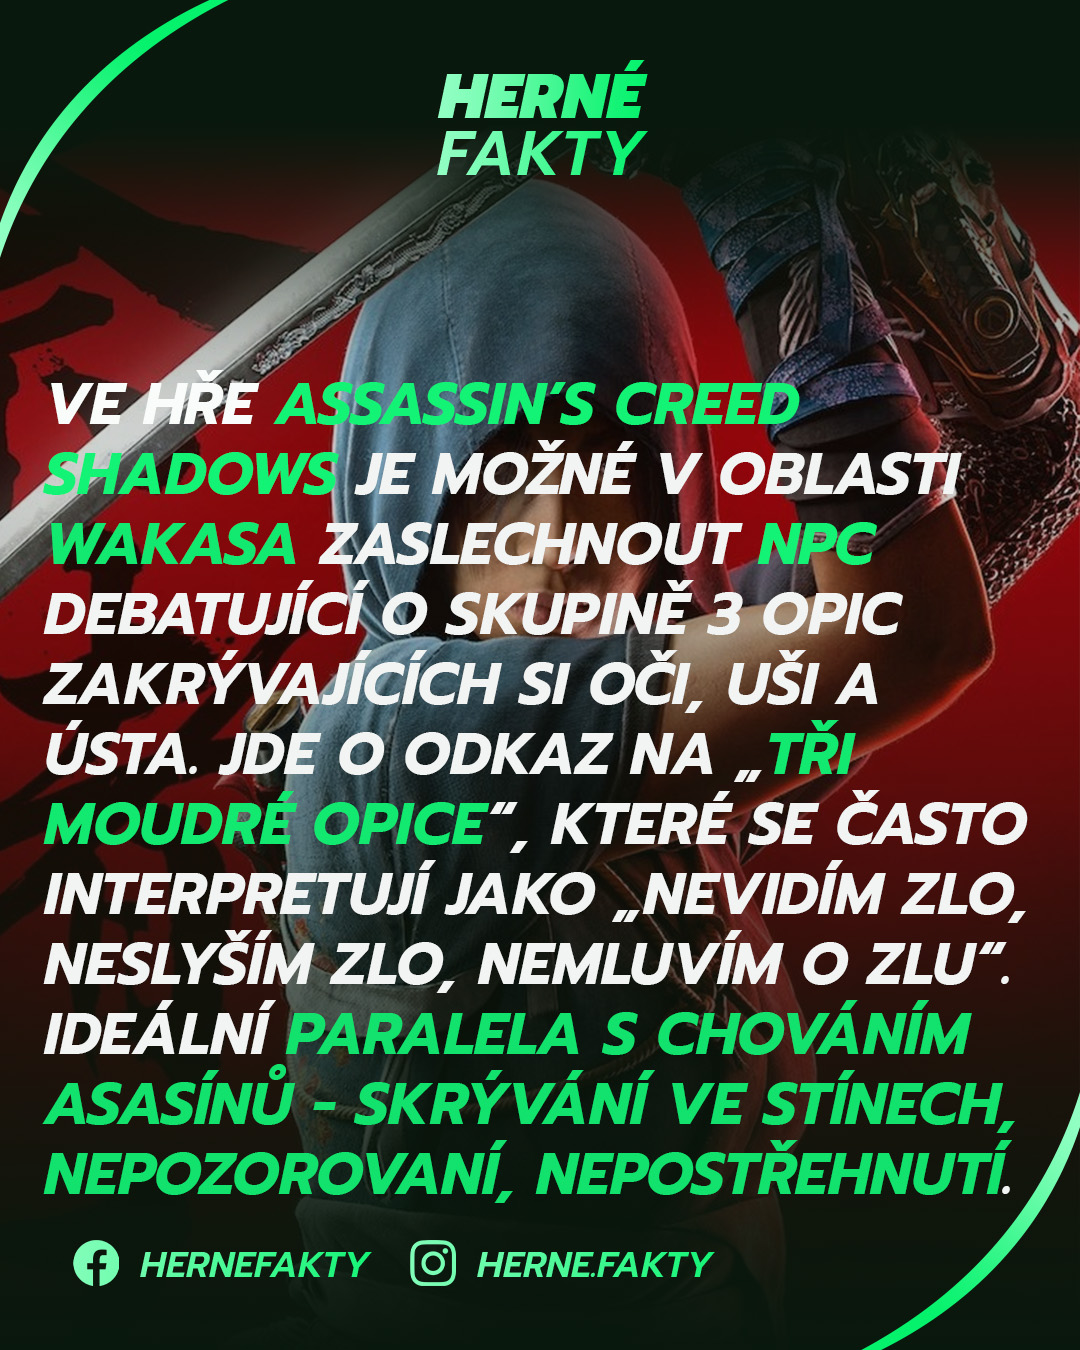 HERNÉ
FAKTY
VE HŘE ASSASSIN'S CREED
SHADOWS JE MOŽNÉ V OBLASTI
WAKASA ZASLECHNOUT NPC
DEBATUJÍCÍ O SKUPINĚ 3 OPIC
ZAKRÝVAJÍCÍCH SI OČI, UŠI A
ÚSTA. JDE O ODKAZ NA „TŘI
MOUDRÉ OPICE“, KTERÉ SE ČASTO
INTERPRETUJÍ JAKO „NEVIDÍM ZLO,
NESLYŠÍM ZLO, NEMLUVÍM O ZLU“.
IDEÁLNÍ PARALELA S CHOVÁNÍM
ASASÍNŮ - SKRÝVÁNÍ VE STÍNECH,
NEPOZOROVANÍ, NEPOSTŘEHNUTÍ.
HERNEFAKTY HERNE.FAKTY